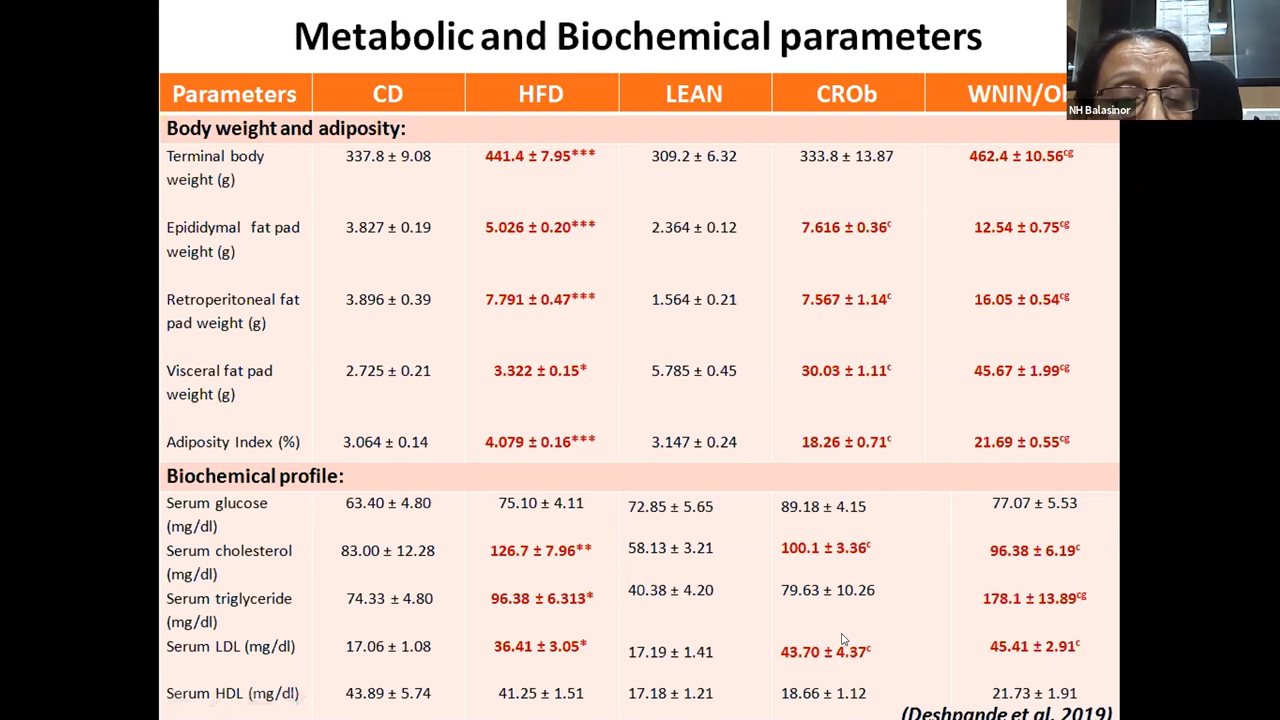 Metabolic and Biochemical parameters
NH Balasinor
Parameters CD HFD LEAN CROb WNIN/O
Body weight and adiposity:
Terminal body weight (g) 337.8 ± 9.08 441.4 ± 7.95*** 309.2 ± 6.32 333.8 ± 13.87 462.4 ± 10.56cg
Epididymal fat pad weight (g) 3.827 ± 0.19 5.026 ± 0.20*** 2.364 ± 0.12 7.616 ± 0.36c 12.54 ± 0.75cg
Retroperitoneal fat pad weight (g) 3.896 ± 0.39 7.791 ± 0.47*** 1.564 ± 0.21 7.567 ± 1.14c 16.05 ± 0.54cg
Visceral fat pad weight (g) 2.725 ± 0.21 3.322 ± 0.15* 5.785 ± 0.45 30.03 ± 1.11c 45.67 ± 1.99cg
Adiposity Index (%) 3.064 ± 0.14 4.079 ± 0.16*** 3.147 ± 0.24 18.26 ± 0.71c 21.69 ± 0.55cg
Biochemical profile:
Serum glucose (mg/dl) 63.40 ± 4.80 75.10 ± 4.11 72.85 ± 5.65 89.18 ± 4.15 77.07 ± 5.53
Serum cholesterol (mg/dl) 83.00 ± 12.28 126.7 ± 7.96** 58.13 ± 3.21 100.1 ± 3.36c 96.38 ± 6.19c
Serum triglyceride (mg/dl) 74.33 ± 4.80 96.38 ± 6.313* 40.38 ± 4.20 79.63 ± 10.26 178.1 ± 13.89cg
Serum LDL (mg/dl) 17.06 ± 1.08 36.41 ± 3.05* 17.19 ± 1.41 43.70 ± 4.37c 45.41 ± 2.91c
Serum HDL (mg/dl) 43.89 ± 5.74 41.25 ± 1.51 17.18 ± 1.21 18.66 ± 1.12 21.73 ± 1.91
(Deshpande et al. 2019)